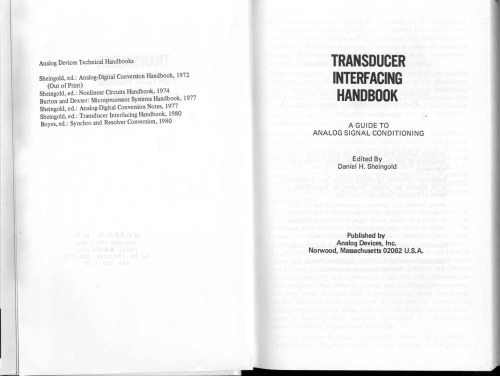 Analog Devices Technical Handbooks
Sheingold, ed.: Analog-Digital Conversion Handbook, 1972
(Out of Print)
Sheingold, ed.: Nonlinear Circuits Handbook, 1974
Burton and Dexter: Microprocessor Systems Handbook, 1977
Sheingold, ed.: Analog-Digital Conversion Notes, 1977
Sheingold, ed.: Transducer Interfacing Handbook, 1980
Boyes, ed.: Synchro and Resolver Conversion, 1980
TRANSDUCER
INTERFACING
HANDBOOK
A GUIDE TO
ANALOG SIGNAL CONDITIONING
Edited By
Daniel H. Sheingold
Published by
Analog Devices, Inc.
Norwood, Massachusetts 02062 U.S.A.